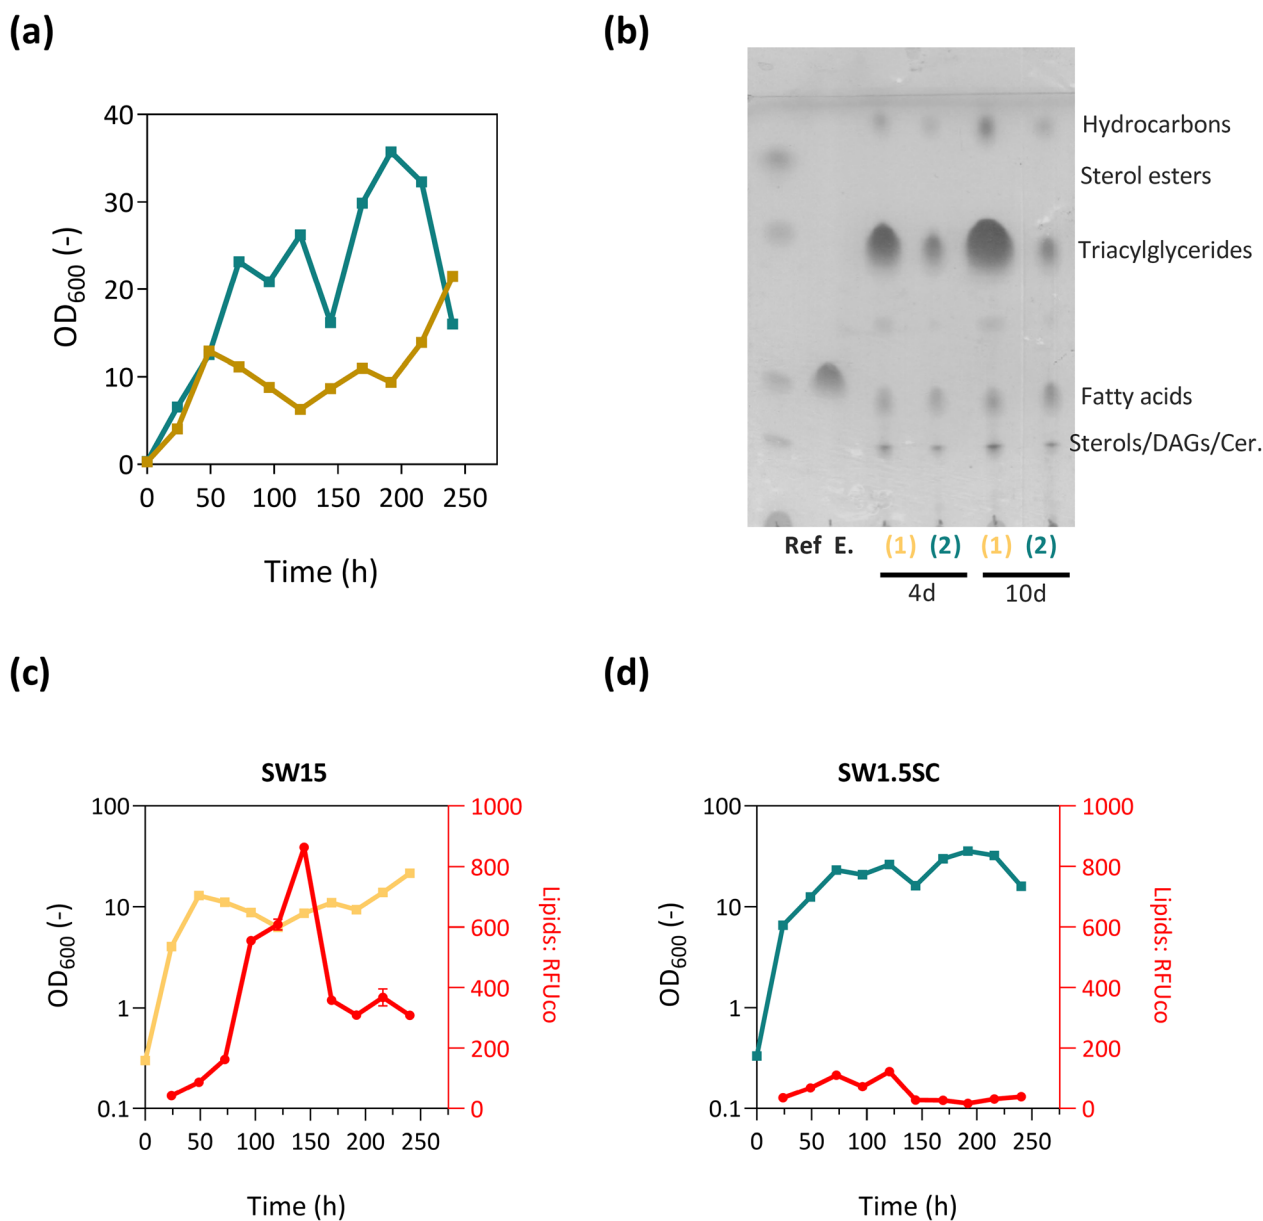 (a)
40
30
20
10
0
OD600 (-)
0 50 100 150 200 250
Time (h)
(b)
Hydrocarbons
Sterol esters
Triacylglycerides
Fatty acids
Sterols/DAGs/Cer.
Ref E. (1) (2) (1) (2)
4d 10d
(c)
SW15
100
10
1
0.1
OD600 (-)
1000
800
600
400
200
0
Lipids: RFUco
0 50 100 150 200 250
Time (h)
(d)
SW1.5SC
100
10
1
0.1
OD600 (-)
1000
800
600
400
200
0
Lipids: RFUco
0 50 100 150 200 250
Time (h)